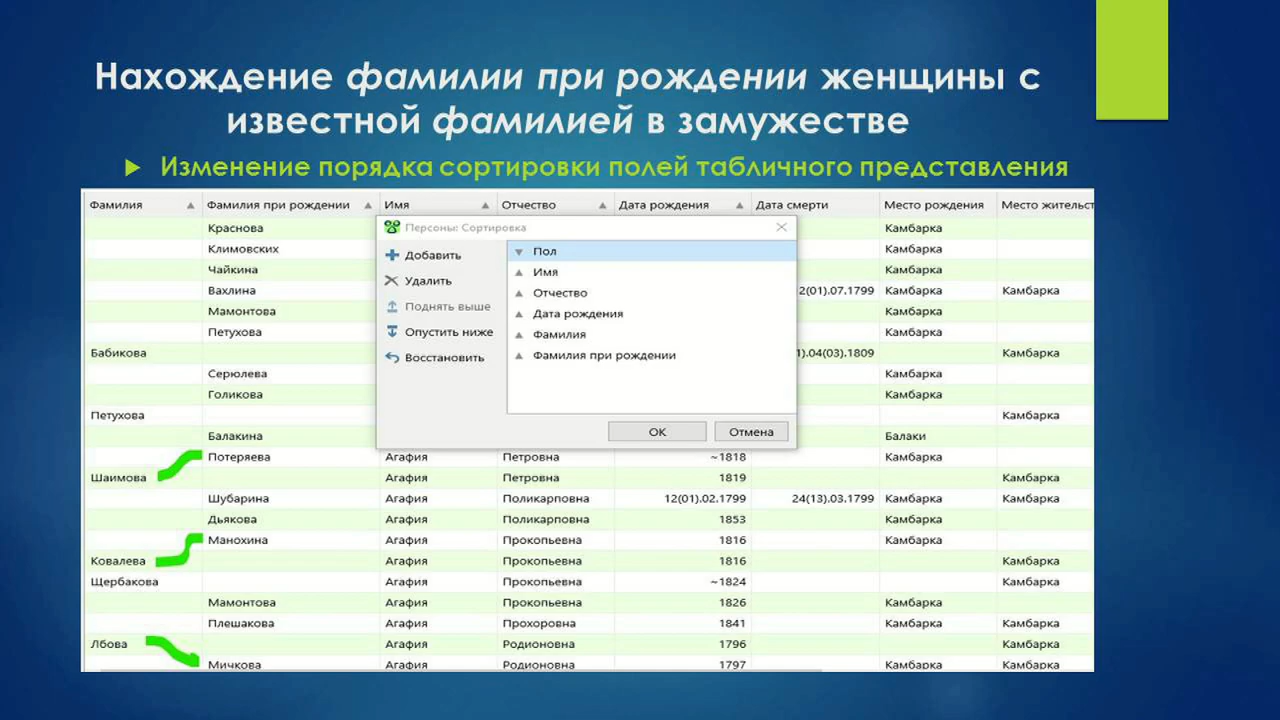 Нахождение фамилии при рождении женщины с
известной фамилией в замужестве
Изменение порядка сортировки полей табличного представления
Фамилия Фамилия при рождении Имя Отчество Дата рождения Дата смерти Место рождения Место жительст
Краснова Камбарка
Климовских Камбарка
Чайкина Камбарка
Вахлина 2(01).07.1799 Камбарка Камбарка
Мамонтова Камбарка
Петухова Камбарка
Бабикова 1).04(03).1809 Камбарка
Серюлева Камбарка
Голикова Камбарка
Петухова Камбарка
Балакина Балаки
Персоны: Сортировка
Добавить
Удалить
Поднять выше
Опустить ниже
Восстановить
Пол
Имя
Отчество
Дата рождения
Фамилия
Фамилия при рождении
ОК Отмена
Потеряева Агафия Петровна ~1818 Камбарка
Шаимова Агафия Петровна 1819 Камбарка
Шубарина Агафия Поликарповна 12(01).02.1799 24(13).03.1799 Камбарка Камбарка
Дьякова Агафия Поликарповна 1853 Камбарка
Манохина Агафия Прокопьевна 1816 Камбарка
Ковалева Агафия Прокопьевна 1816 Камбарка
Щербакова Агафия Прокопьевна ~1824 Камбарка
Мамонтова Агафия Прокопьевна 1826 Камбарка
Плешакова Агафия Прохоровна 1841 Камбарка Камбарка
Лбова Агафия Родионовна 1796 Камбарка
Мичкова Агафия Родионовна 1797 Камбарка Камбарка